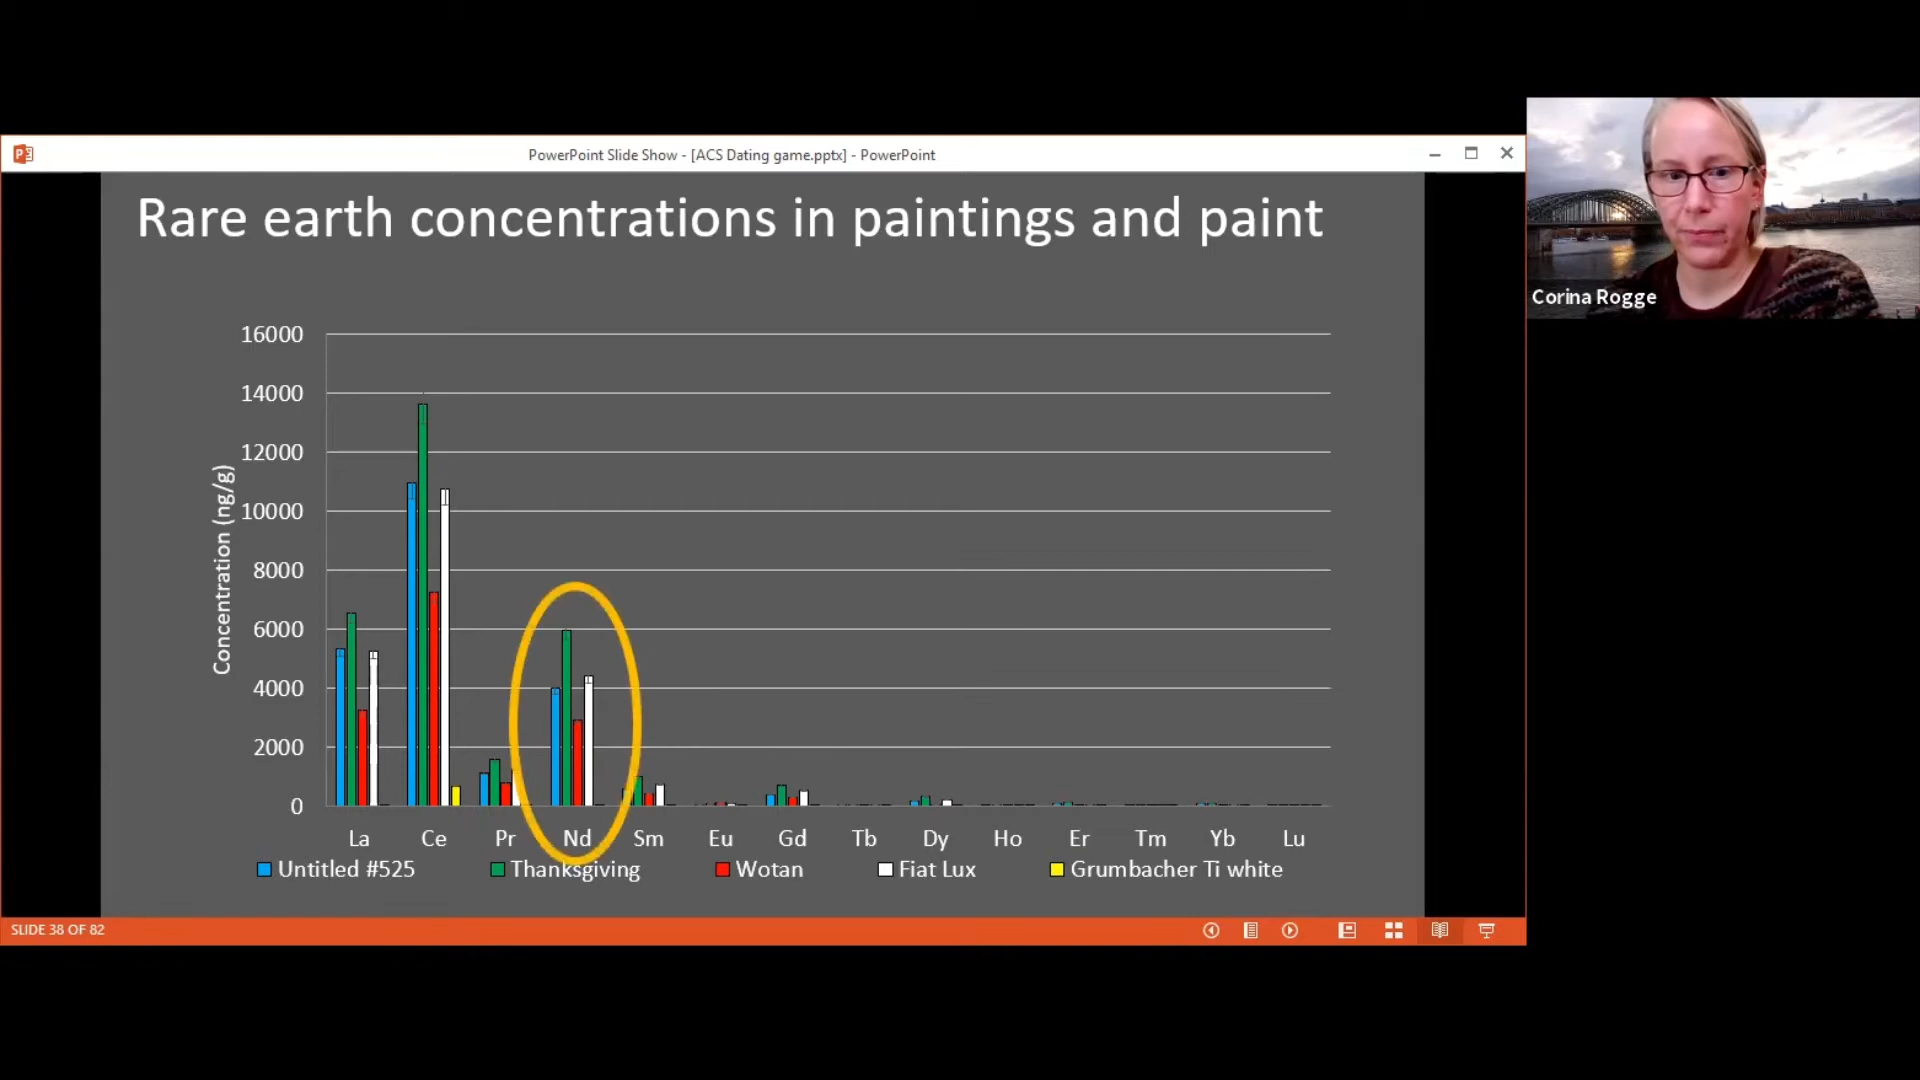 PowerPoint Slide Show - [ACS Dating game.pptx] - PowerPoint
Rare earth concentrations in paintings and paint
Concentration (ng/g)
16000
14000
12000
10000
8000
6000
4000
2000
0
La Ce Pr Nd Sm Eu Gd Tb Dy Ho Er Tm Yb Lu
Untitled #525 Thanksgiving Wotan Fiat Lux Grumbacher Ti white
SLIDE 38 OF 82
Corina Rogge